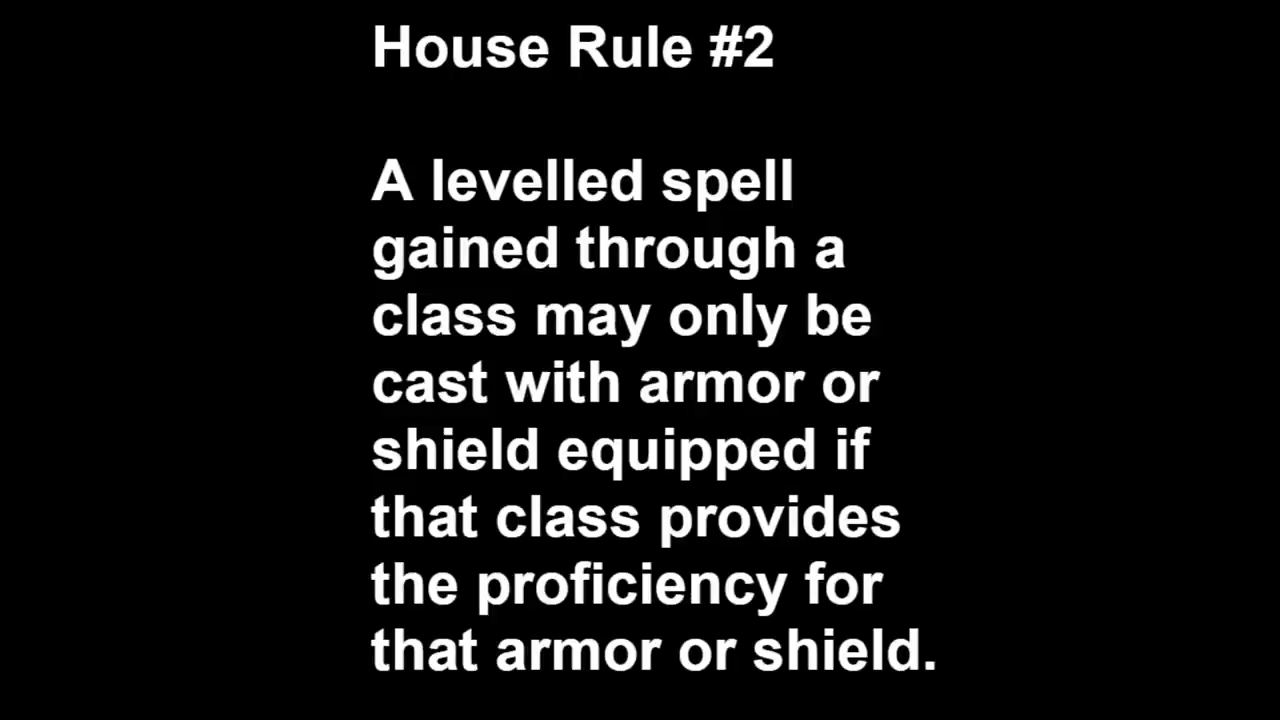 House Rule #2
A levelled spell
gained through a
class may only be
cast with armor or
shield equipped if
that class provides
the proficiency for
that armor or shield.